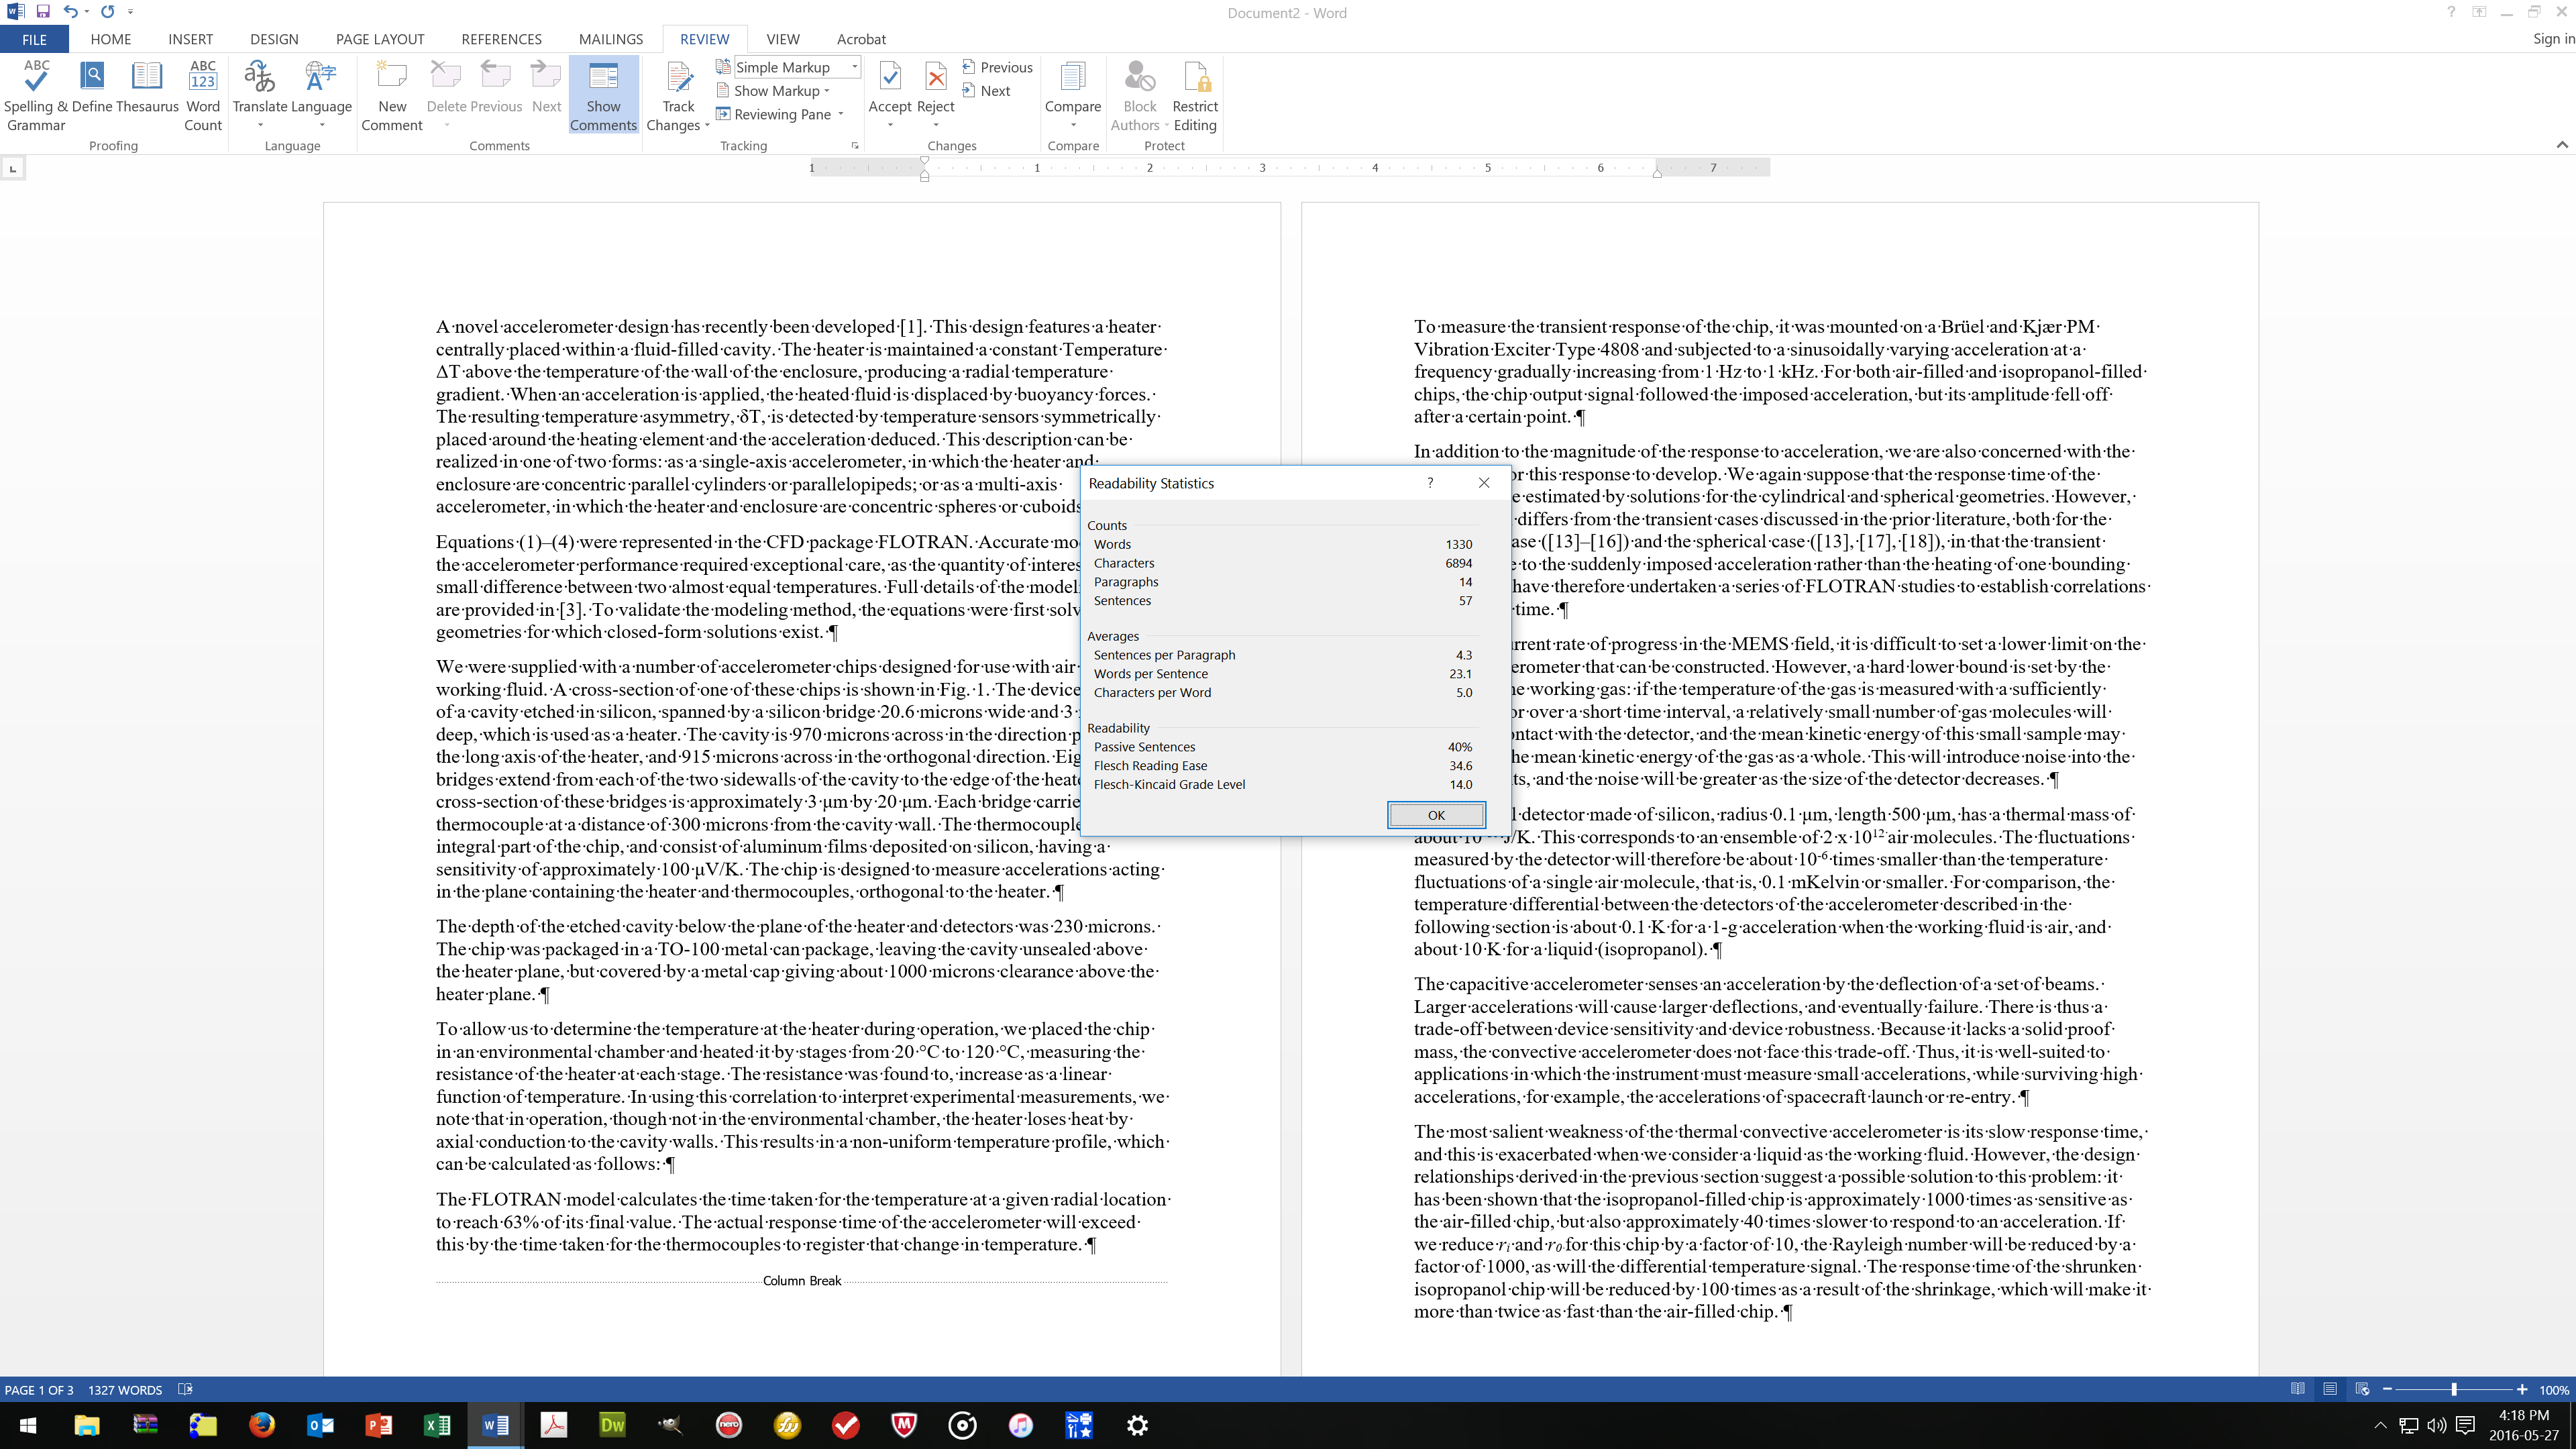 Document2 - Word
FILE HOME INSERT DESIGN PAGE LAYOUT REFERENCES MAILINGS REVIEW VIEW Acrobat Sign in
Spelling & Grammar
Define
Thesaurus
Word Count
Translate
Language
New Comment
Delete
Previous
Next
Show Comments
Track Changes
Simple Markup
Show Markup
Reviewing Pane
Accept
Reject
Previous
Next
Compare
Block Authors
Restrict Editing
Proofing Language Comments Tracking Changes Compare Protect
1 1 2 3 4 5 6 7
A novel accelerometer design has recently been developed [1]. This design features a heater
centrally placed within a fluid-filled cavity. The heater is maintained a constant Temperature
ΔT above the temperature of the wall of the enclosure, producing a radial temperature
gradient. When an acceleration is applied, the heated fluid is displaced by buoyancy forces.
The resulting temperature asymmetry, δT, is detected by temperature sensors symmetrically
placed around the heating element and the acceleration deduced. This description can be
realized in one of two forms: as a single-axis accelerometer, in which the heater and
enclosure are concentric parallel cylinders or parallelopipeds; or as a multi-axis
accelerometer, in which the heater and enclosure are concentric spheres or cuboids
Equations (1)–(4) were represented in the CFD package FLOTRAN. Accurate mo
the accelerometer performance required exceptional care, as the quantity of interes
small difference between two almost equal temperatures. Full details of the model
are provided in [3]. To validate the modeling method, the equations were first solv
geometries for which closed-form solutions exist. ¶
We were supplied with a number of accelerometer chips designed for use with air
working fluid. A cross-section of one of these chips is shown in Fig. 1. The device
of a cavity etched in silicon, spanned by a silicon bridge 20.6 microns wide and 3
deep, which is used as a heater. The cavity is 970 microns across in the direction p
the long axis of the heater, and 915 microns across in the orthogonal direction. Eig
bridges extend from each of the two sidewalls of the cavity to the edge of the heat
cross-section of these bridges is approximately 3 μm by 20 μm. Each bridge carrie
thermocouple at a distance of 300 microns from the cavity wall. The thermocouple
integral part of the chip, and consist of aluminum films deposited on silicon, having a
sensitivity of approximately 100 μV/K. The chip is designed to measure accelerations acting
in the plane containing the heater and thermocouples, orthogonal to the heater. ¶
The depth of the etched cavity below the plane of the heater and detectors was 230 microns.
The chip was packaged in a TO-100 metal can package, leaving the cavity unsealed above
the heater plane, but covered by a metal cap giving about 1000 microns clearance above the
heater plane. ¶
To allow us to determine the temperature at the heater during operation, we placed the chip
in an environmental chamber and heated it by stages from 20 °C to 120 °C, measuring the
resistance of the heater at each stage. The resistance was found to, increase as a linear
function of temperature. In using this correlation to interpret experimental measurements, we
note that in operation, though not in the environmental chamber, the heater loses heat by
axial conduction to the cavity walls. This results in a non-uniform temperature profile, which
can be calculated as follows: ¶
The FLOTRAN model calculates the time taken for the temperature at a given radial location
to reach 63% of its final value. The actual response time of the accelerometer will exceed
this by the time taken for the thermocouples to register that change in temperature. ¶
Column Break
To measure the transient response of the chip, it was mounted on a Brüel and Kjær PM
Vibration Exciter Type 4808 and subjected to a sinusoidally varying acceleration at a
frequency gradually increasing from 1 Hz to 1 kHz. For both air-filled and isopropanol-filled
chips, the chip output signal followed the imposed acceleration, but its amplitude fell off
after a certain point. ¶
In addition to the magnitude of the response to acceleration, we are also concerned with the
or this response to develop. We again suppose that the response time of the
e estimated by solutions for the cylindrical and spherical geometries. However,
differs from the transient cases discussed in the prior literature, both for the
ase ([13]–[16]) and the spherical case ([13], [17], [18]), in that the transient
e to the suddenly imposed acceleration rather than the heating of one bounding
have therefore undertaken a series of FLOTRAN studies to establish correlations
time. ¶
urrent rate of progress in the MEMS field, it is difficult to set a lower limit on the
erometer that can be constructed. However, a hard lower bound is set by the
he working gas: if the temperature of the gas is measured with a sufficiently
or over a short time interval, a relatively small number of gas molecules will
ontact with the detector, and the mean kinetic energy of this small sample may
he mean kinetic energy of the gas as a whole. This will introduce noise into the
ts, and the noise will be greater as the size of the detector decreases. ¶
l detector made of silicon, radius 0.1 μm, length 500 μm, has a thermal mass of
about 10 J/K. This corresponds to an ensemble of 2 x 10¹² air molecules. The fluctuations
measured by the detector will therefore be about 10⁻⁶ times smaller than the temperature
fluctuations of a single air molecule, that is, 0.1 mKelvin or smaller. For comparison, the
temperature differential between the detectors of the accelerometer described in the
following section is about 0.1 K for a 1-g acceleration when the working fluid is air, and
about 10 K for a liquid (isopropanol). ¶
The capacitive accelerometer senses an acceleration by the deflection of a set of beams.
Larger accelerations will cause larger deflections, and eventually failure. There is thus a
trade-off between device sensitivity and device robustness. Because it lacks a solid proof
mass, the convective accelerometer does not face this trade-off. Thus, it is well-suited to
applications in which the instrument must measure small accelerations, while surviving high
accelerations, for example, the accelerations of spacecraft launch or re-entry. ¶
The most salient weakness of the thermal convective accelerometer is its slow response time,
and this is exacerbated when we consider a liquid as the working fluid. However, the design
relationships derived in the previous section suggest a possible solution to this problem: it
has been shown that the isopropanol-filled chip is approximately 1000 times as sensitive as
the air-filled chip, but also approximately 40 times slower to respond to an acceleration. If
we reduce rᵢ and r₀ for this chip by a factor of 10, the Rayleigh number will be reduced by a
factor of 1000, as will the differential temperature signal. The response time of the shrunken
isopropanol chip will be reduced by 100 times as a result of the shrinkage, which will make it
more than twice as fast than the air-filled chip. ¶
Readability Statistics ?
Counts
Words 1330
Characters 6894
Paragraphs 14
Sentences 57
Averages
Sentences per Paragraph 4.3
Words per Sentence 23.1
Characters per Word 5.0
Readability
Passive Sentences 40%
Flesch Reading Ease 34.6
Flesch-Kincaid Grade Level 14.0
OK
PAGE 1 OF 3 1327 WORDS 100%
4:18 PM
2016-05-27